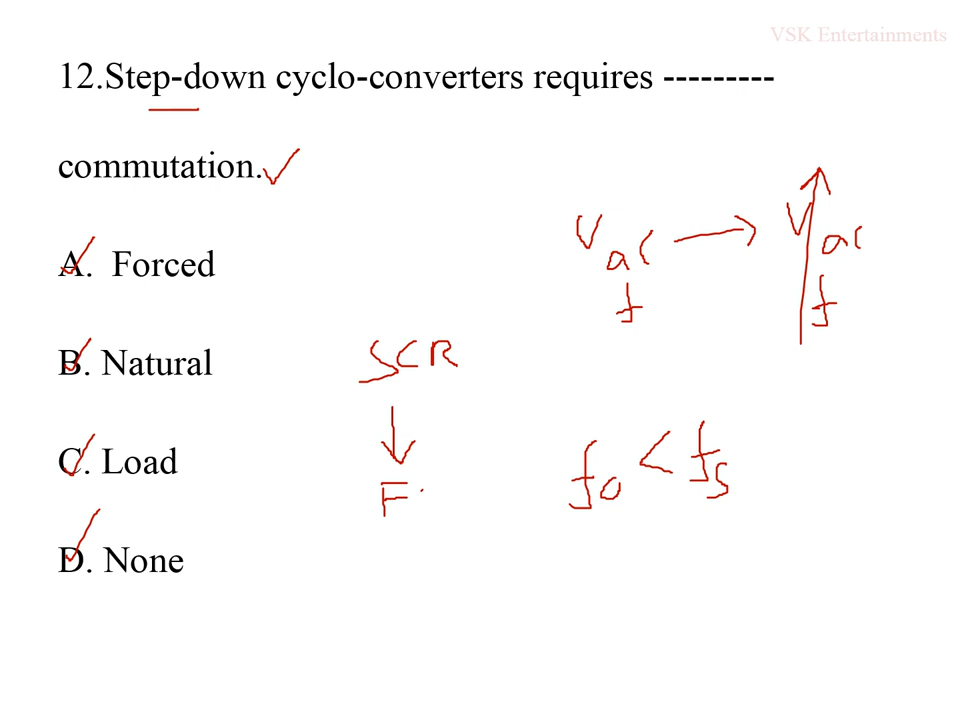 VSK Entertainments
12.Step-down cyclo-converters requires ---------
commutation.
A. Forced
B. Natural
C. Load
D. None
Vac → Vac
f f
SCR
F
fo < fs